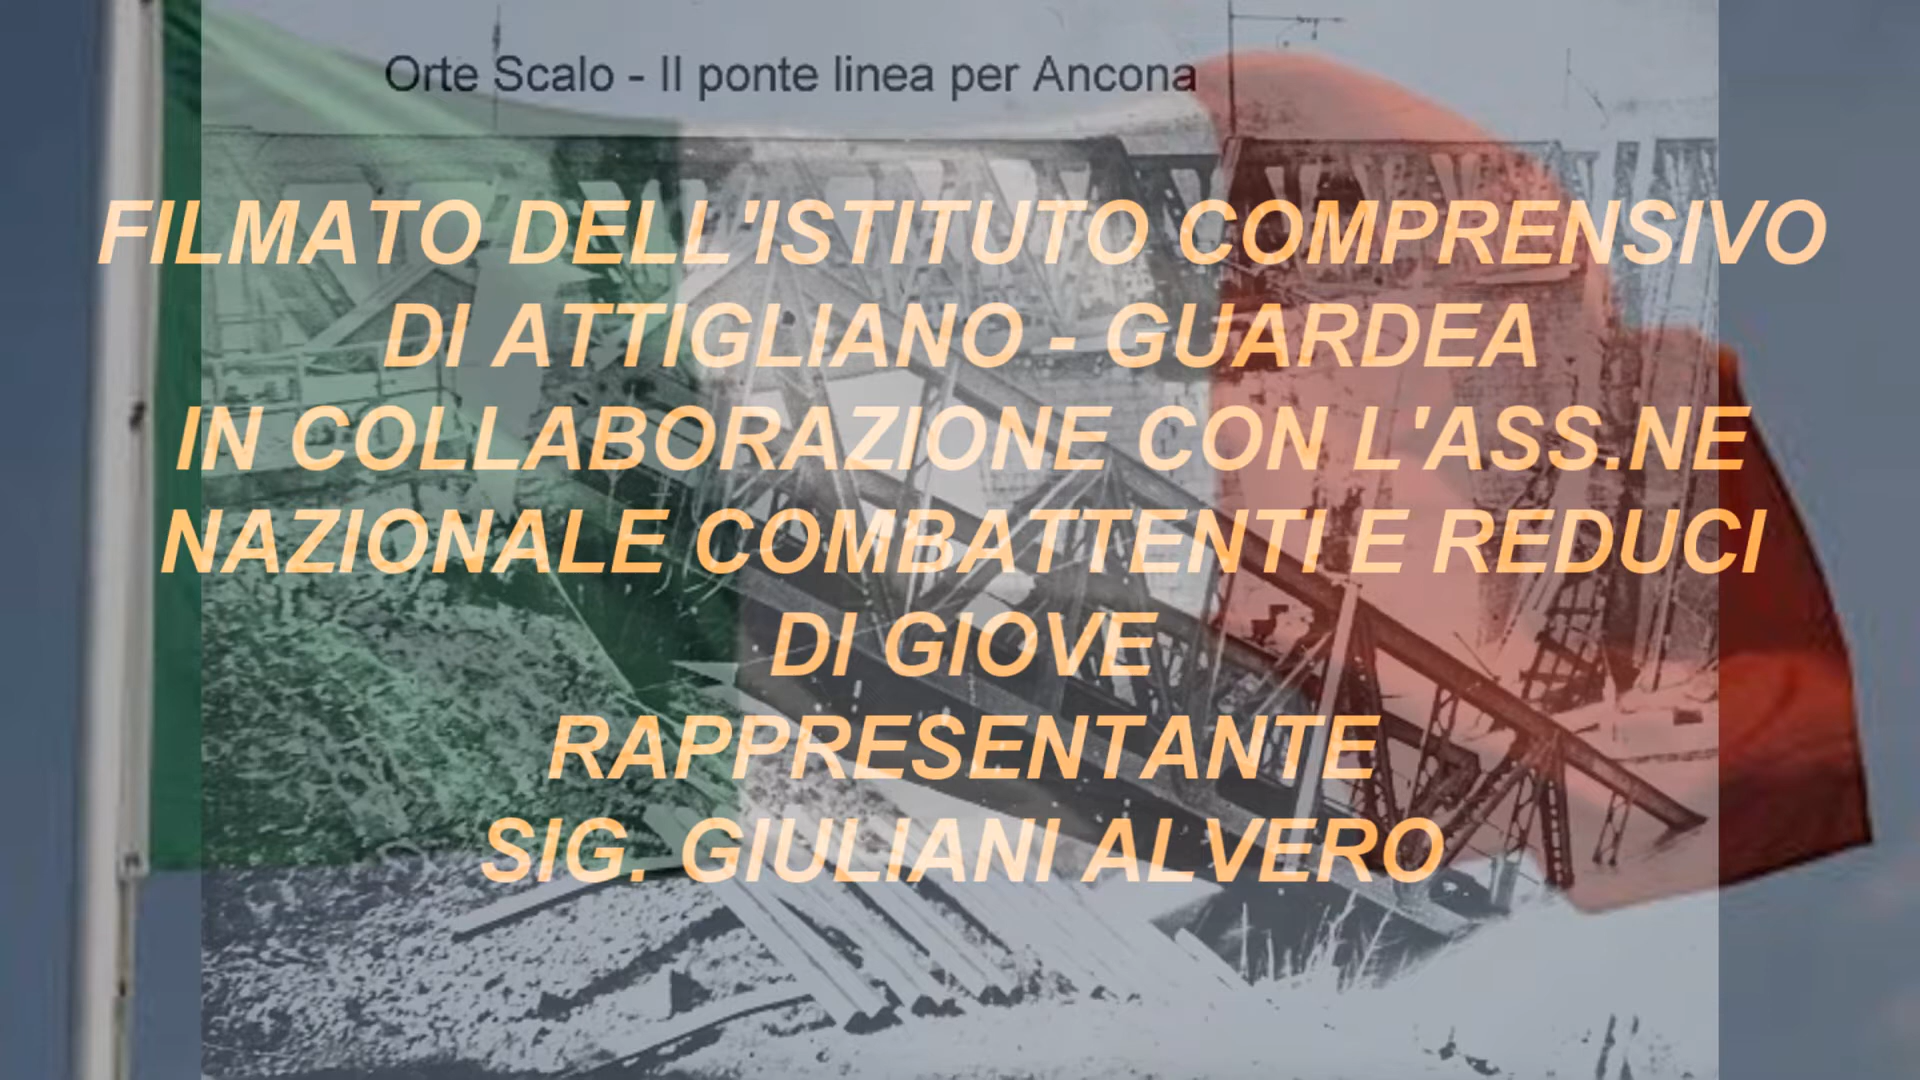 Orte Scalo - Il ponte linea per Ancona
FILMATO DELL'ISTITUTO COMPRENSIVO
DI ATTIGLIANO - GUARDEA
IN COLLABORAZIONE CON L'ASS.NE
NAZIONALE COMBATTENTI E REDUCI
DI GIOVE
RAPPRESENTANTE
SIG. GIULIANI ALVERO